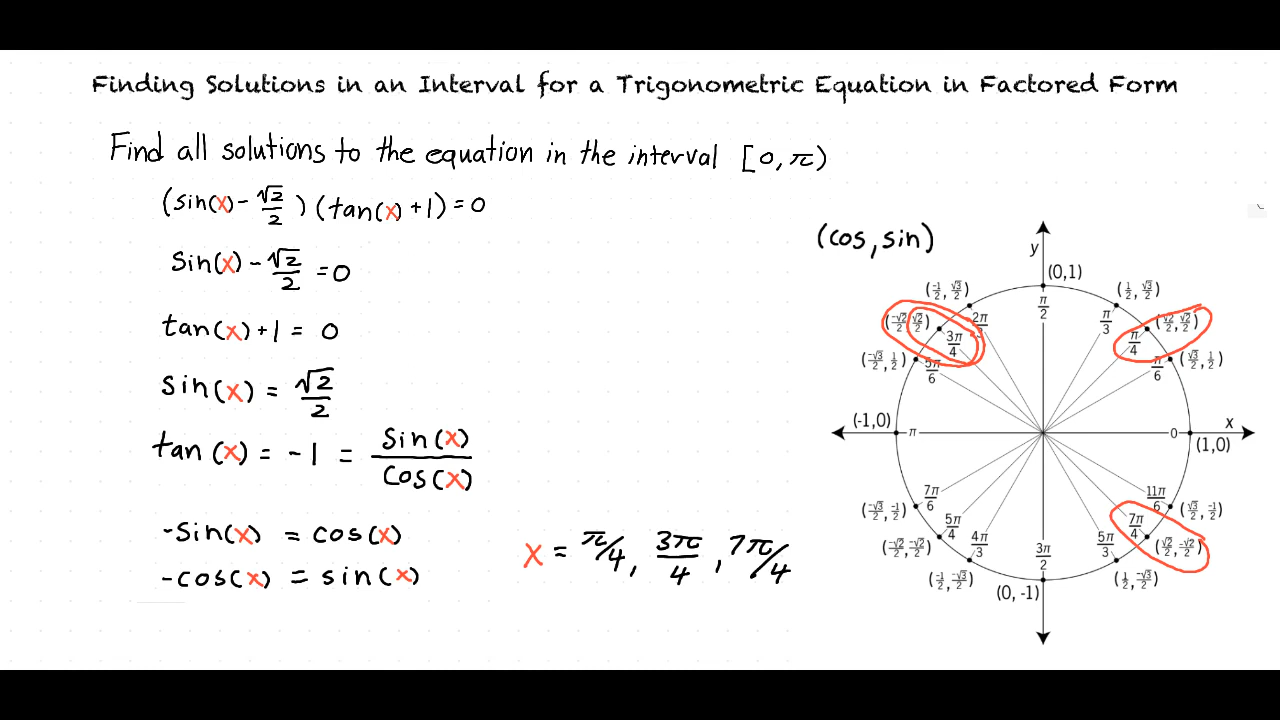 Finding Solutions in an Interval for a Trigonometric Equation in Factored Form
Find all solutions to the equation in the interval [0, π)
(sin(x) - √2/2) (tan(x) + 1) = 0
Sin(x) - √2/2 = 0
tan(x) + 1 = 0
Sin(x) = √2/2
tan(x) = -1 = Sin(x)/Cos(x)
-Sin(x) = cos(x)
-cos(x) = sin(x)
x = π/4, 3π/4, 7π/4
(cos, sin)
y
(0,1)
(-1/2, √3/2)
π/2
(1/2, √3/2)
(-√2/2, √2/2)
2π/3
π/3
(√2/2, √2/2)
3π/4
π/4
(-√3/2, 1/2)
5π/6
π/6
(√3/2, 1/2)
(-1,0)
π
0
x
(1,0)
7π/6
11π/6
(-√3/2, -1/2)
(√3/2, -1/2)
5π/4
7π/4
(-√2/2, -√2/2)
4π/3
3π/2
5π/3
(√2/2, -√2/2)
(-1/2, -√3/2)
(0, -1)
(1/2, -√3/2)